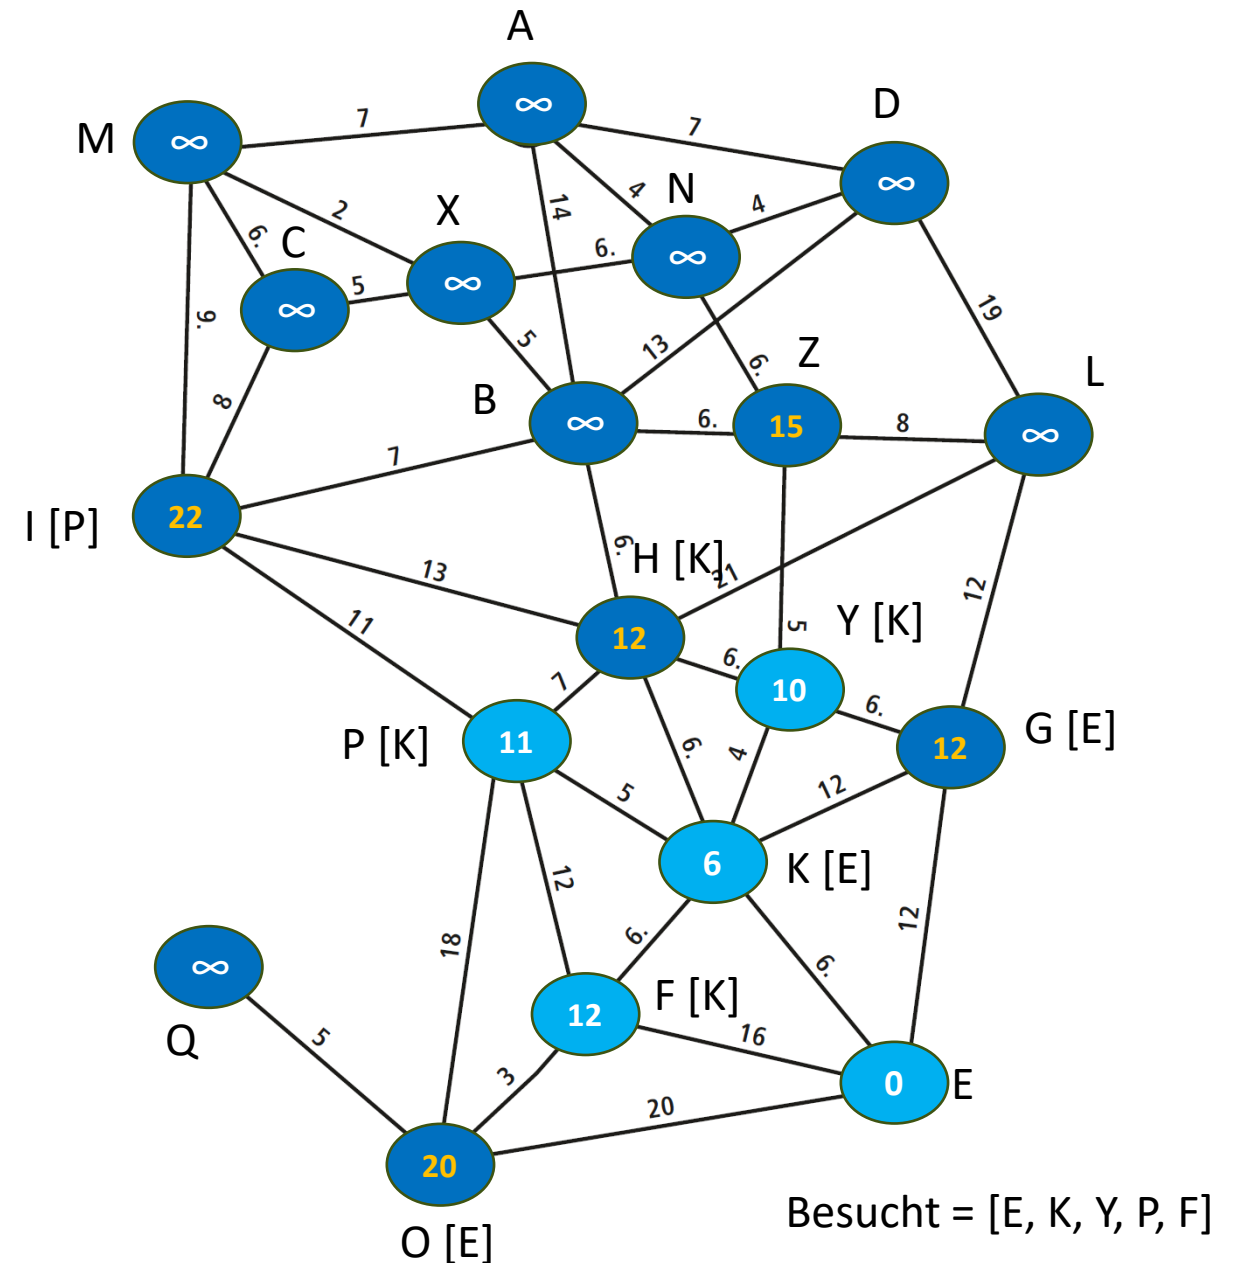 A
∞
7
7
D
M
∞
∞
4
N
2
14
4
X
6.
C
6.
∞
5
∞
∞
9.
19
5
13
6.
Z
8
B
L
∞
6.
15
8
∞
7
22
I [P]
6.
H [K]
13
21
12
11
5
Y [K]
12
6.
7
10
6.
P [K]
11
12
G [E]
6.
4
5
12
6
K [E]
12
12
18
6.
6.
∞
F [K]
12
16
Q
5
3
0
E
20
20
Besucht = [E, K, Y, P, F]
O [E]